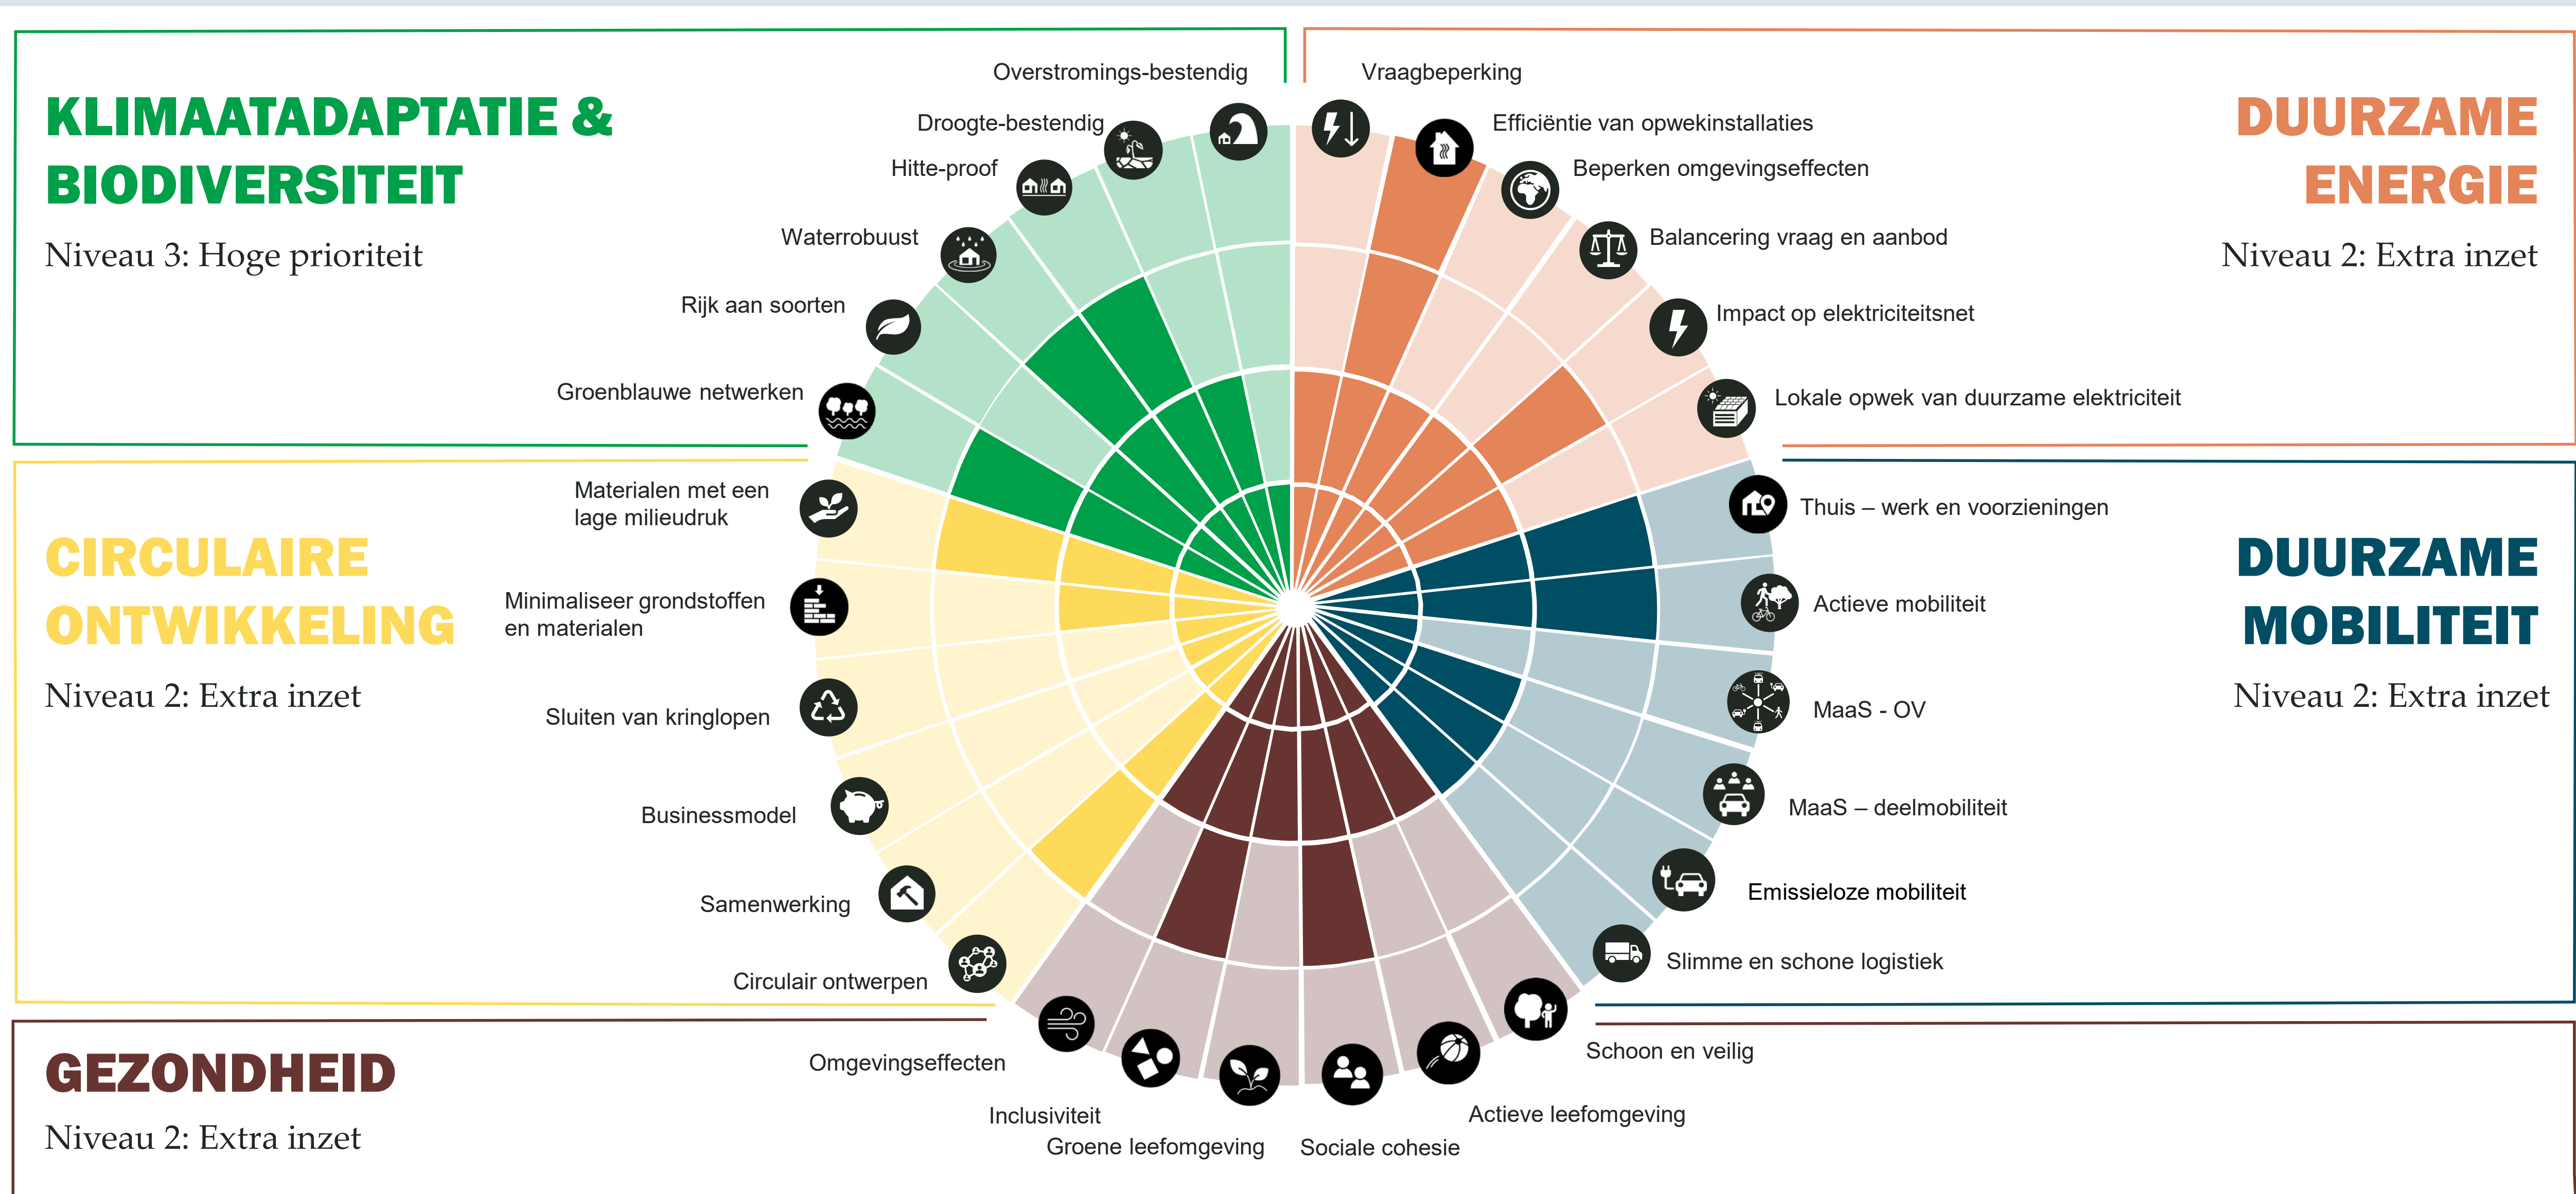 KLIMAATADAPTATIE &
BIODIVERSITEIT
Niveau 3: Hoge prioriteit
Overstromings-bestendig
Droogte-bestendig
Hitte-proof
Waterrobuust
Rijk aan soorten
Groenblauwe netwerken
DUURZAME
ENERGIE
Niveau 2: Extra inzet
Vraagbeperking
Efficiëntie van opwekinstallaties
Beperken omgevingseffecten
Balancering vraag en aanbod
Impact op elektriciteitsnet
Lokale opwek van duurzame elektriciteit
CIRCULAIRE
ONTWIKKELING
Niveau 2: Extra inzet
Materialen met een
lage milieudruk
Minimaliseer grondstoffen
en materialen
Sluiten van kringlopen
Businessmodel
Samenwerking
Circulair ontwerpen
DUURZAME
MOBILITEIT
Niveau 2: Extra inzet
Thuis – werk en voorzieningen
Actieve mobiliteit
MaaS - OV
MaaS – deelmobiliteit
Emissieloze mobiliteit
Slimme en schone logistiek
GEZONDHEID
Niveau 2: Extra inzet
Omgevingseffecten
Inclusiviteit
Groene leefomgeving
Sociale cohesie
Actieve leefomgeving
Schoon en veilig